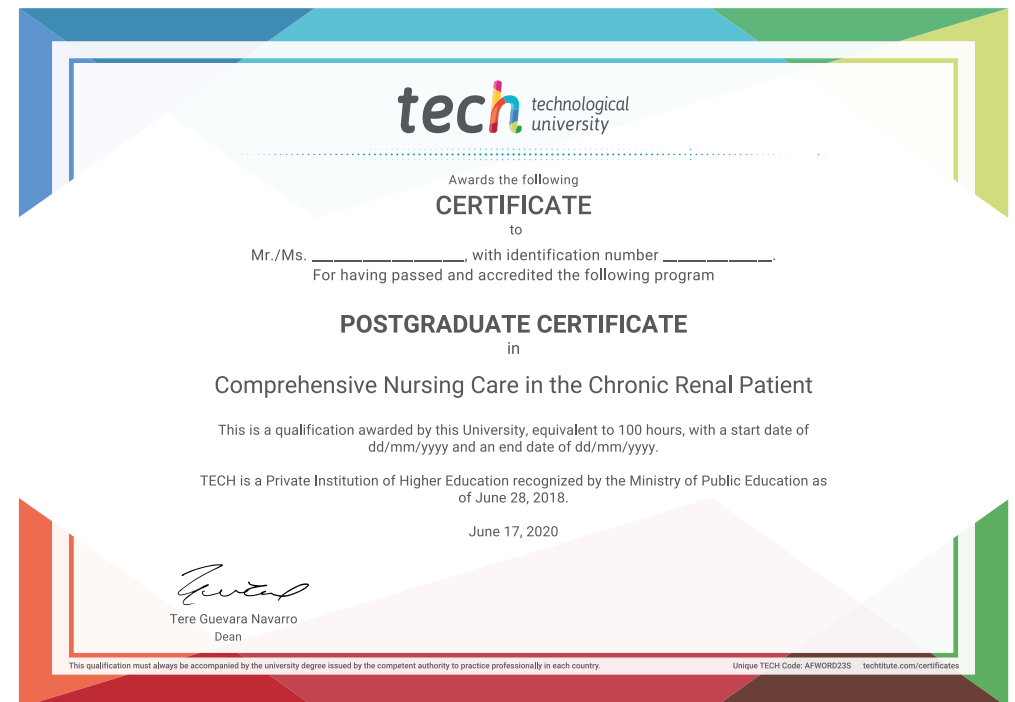 tech technological
university
Awards the following
CERTIFICATE
to
Mr./Ms. ________________, with identification number ____________.
For having passed and accredited the following program
POSTGRADUATE CERTIFICATE
in
Comprehensive Nursing Care in the Chronic Renal Patient
This is a qualification awarded by this University, equivalent to 100 hours, with a start date of
dd/mm/yyyy and an end date of dd/mm/yyyy.
TECH is a Private Institution of Higher Education recognized by the Ministry of Public Education as
of June 28, 2018.
June 17, 2020
Tere Guevara Navarro
Dean
This qualification must always be accompanied by the university degree issued by the competent authority to practice professionally in each country.
Unique TECH Code: AFWORD23S techtitute.com/certificates